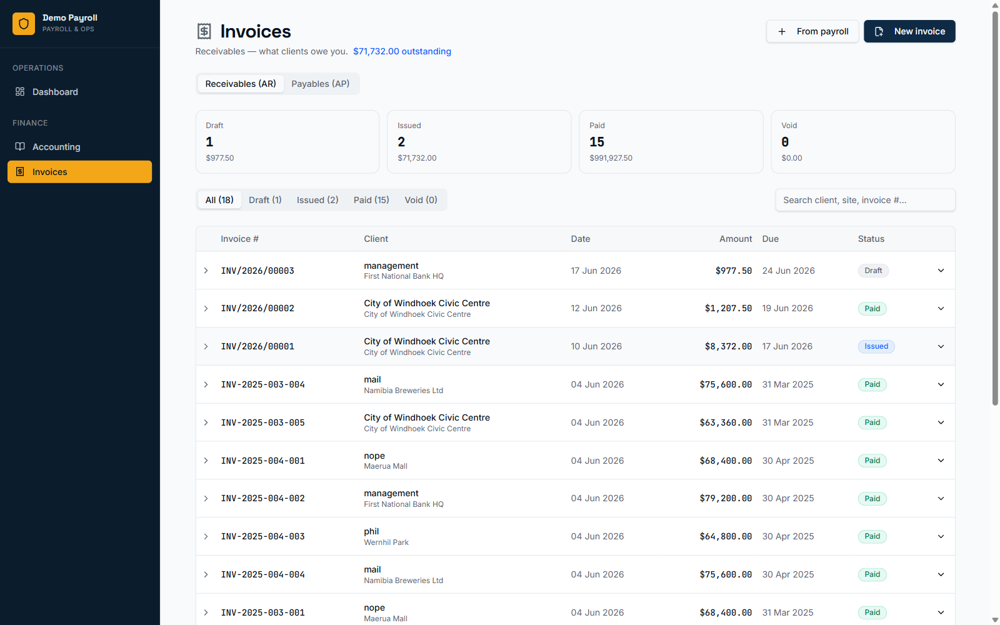 Demo Payroll
PAYROLL & OPS
OPERATIONS
Dashboard
FINANCE
Accounting
Invoices
Invoices
Receivables — what clients owe you. $71,732.00 outstanding
From payroll
New invoice
Receivables (AR) Payables (AP)
Draft
1
$977.50
Issued
2
$71,732.00
Paid
15
$991,927.50
Void
0
$0.00
All (18) Draft (1) Issued (2) Paid (15) Void (0)
Search client, site, invoice #...
Invoice # Client Date Amount Due Status
INV/2026/00003 management 17 Jun 2026 $977.50 24 Jun 2026 Draft
First National Bank HQ
INV/2026/00002 City of Windhoek Civic Centre 12 Jun 2026 $1,207.50 19 Jun 2026 Paid
City of Windhoek Civic Centre
INV/2026/00001 City of Windhoek Civic Centre 10 Jun 2026 $8,372.00 17 Jun 2026 Issued
City of Windhoek Civic Centre
INV-2025-003-004 mail 04 Jun 2026 $75,600.00 31 Mar 2025 Paid
Namibia Breweries Ltd
INV-2025-003-005 City of Windhoek Civic Centre 04 Jun 2026 $63,360.00 31 Mar 2025 Paid
City of Windhoek Civic Centre
INV-2025-004-001 nope 04 Jun 2026 $68,400.00 30 Apr 2025 Paid
Maerua Mall
INV-2025-004-002 management 04 Jun 2026 $79,200.00 30 Apr 2025 Paid
First National Bank HQ
INV-2025-004-003 phil 04 Jun 2026 $64,800.00 30 Apr 2025 Paid
Wernhil Park
INV-2025-004-004 mail 04 Jun 2026 $75,600.00 30 Apr 2025 Paid
Namibia Breweries Ltd
INV-2025-003-001 nope 04 Jun 2026 $68,400.00 31 Mar 2025 Paid
Maerua Mall